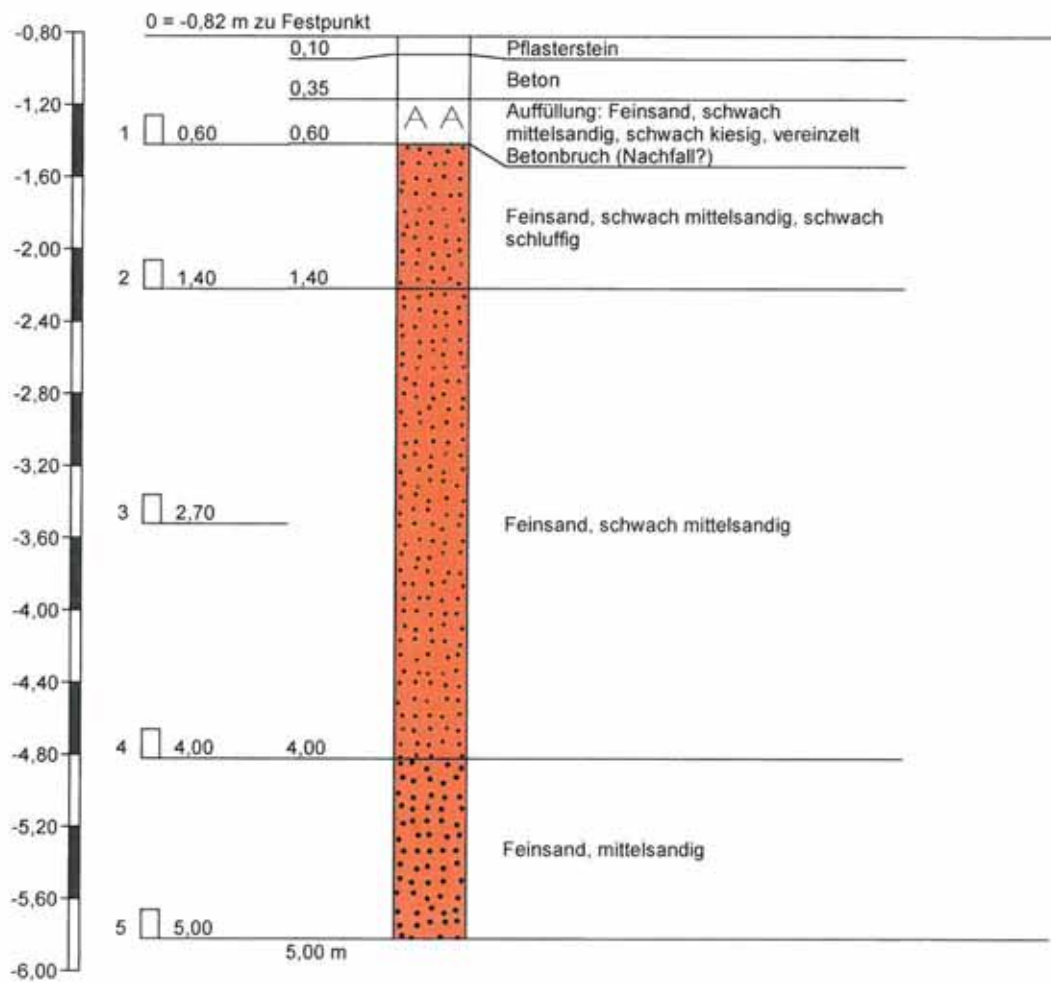 0 = -0,82 m zu Festpunkt
-0,80
0,10
Pflasterstein
Beton
0,35
-1,20
A A
Auffüllung: Feinsand, schwach
mittelsandig, schwach kiesig, vereinzelt
Betonbruch (Nachfall?)
1
0,60
0,60
-1,60
Feinsand, schwach mittelsandig, schwach
schluffig
-2,00
2
1,40
1,40
-2,40
-2,80
-3,20
3
2,70
Feinsand, schwach mittelsandig
-3,60
-4,00
-4,40
4
4,00
4,00
-4,80
-5,20
Feinsand, mittelsandig
-5,60
5
5,00
5,00 m
-6,00